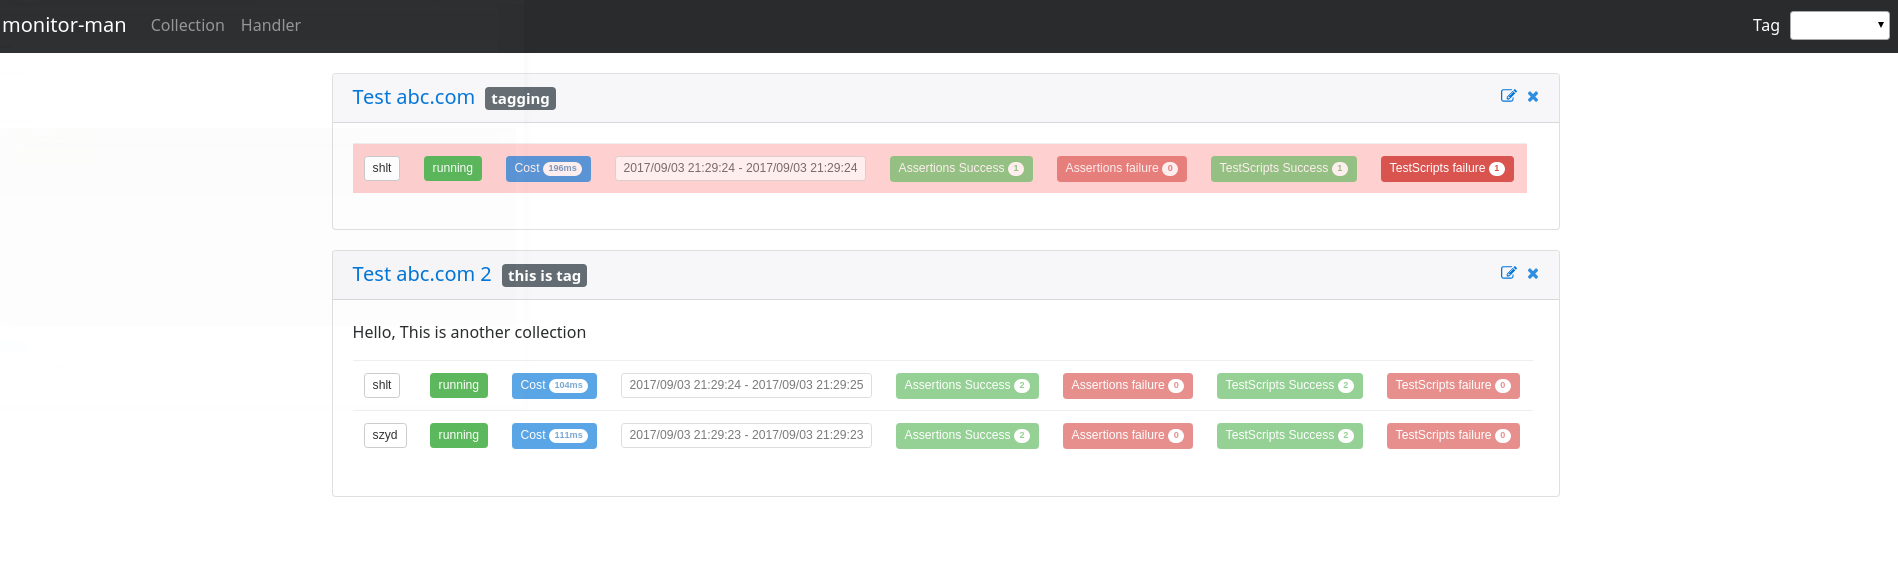 monitor-man Collection Handler Tag
Test abc.com tagging
shlt running Cost 196ms 2017/09/03 21:29:24 - 2017/09/03 21:29:24 Assertions Success 1 Assertions failure 0 TestScripts Success 1 TestScripts failure 1
Test abc.com 2 this is tag
Hello, This is another collection
shlt running Cost 104ms 2017/09/03 21:29:24 - 2017/09/03 21:29:25 Assertions Success 2 Assertions failure 0 TestScripts Success 2 TestScripts failure 0
szyd running Cost 111ms 2017/09/03 21:29:23 - 2017/09/03 21:29:23 Assertions Success 2 Assertions failure 0 TestScripts Success 2 TestScripts failure 0